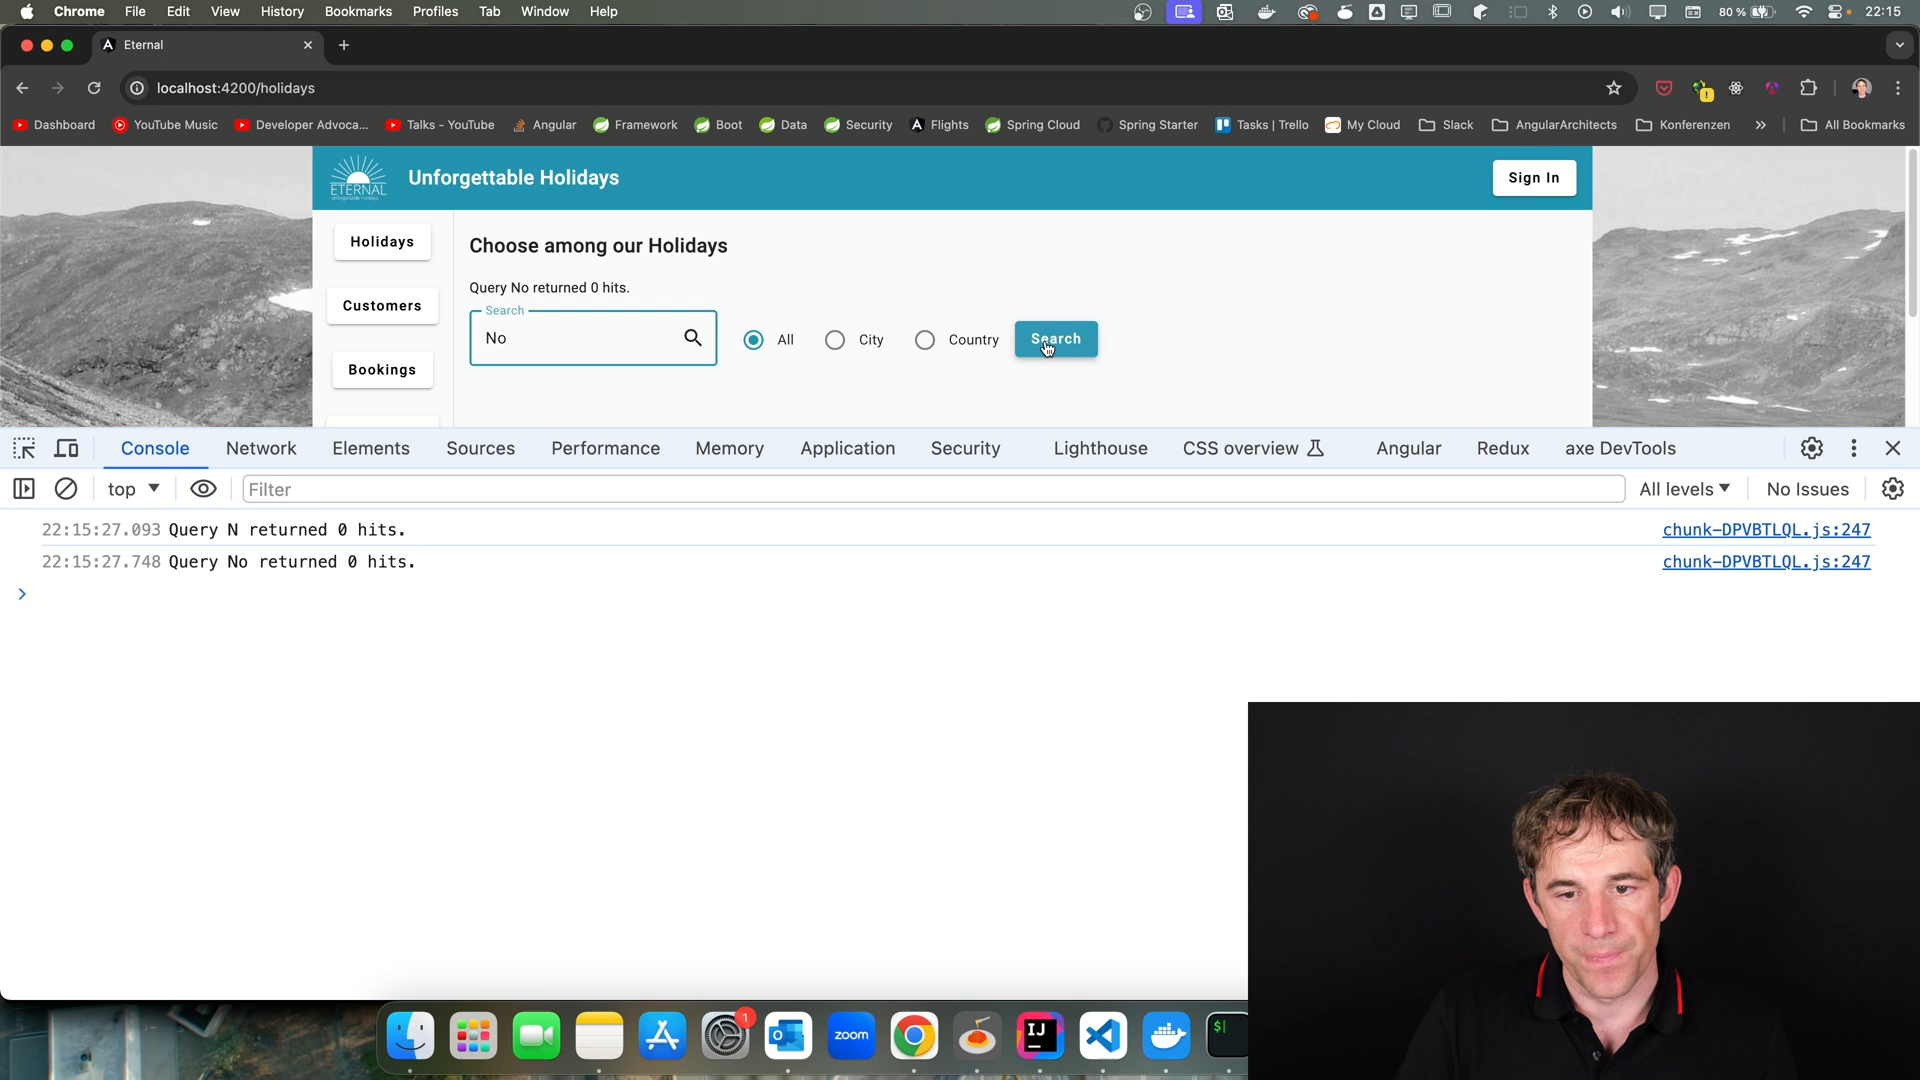 Chrome File Edit View History Bookmarks Profiles Tab Window Help 80 % 22:15
Eternal
localhost:4200/holidays
Dashboard YouTube Music Developer Advoca... Talks - YouTube Angular Framework Boot Data Security Flights Spring Cloud Spring Starter Tasks | Trello My Cloud Slack AngularArchitects Konferenzen » All Bookmarks
ETERNAL
Unforgettable Holidays
Sign In
Holidays
Customers
Bookings
Choose among our Holidays
Query No returned 0 hits.
Search
No
All City Country Search
Console Network Elements Sources Performance Memory Application Security Lighthouse CSS overview Angular Redux axe DevTools
top Filter All levels No Issues
22:15:27.093 Query N returned 0 hits. chunk-DPVBTLQL.js:247
22:15:27.748 Query No returned 0 hits. chunk-DPVBTLQL.js:247
>
1
zoom
IJ
$